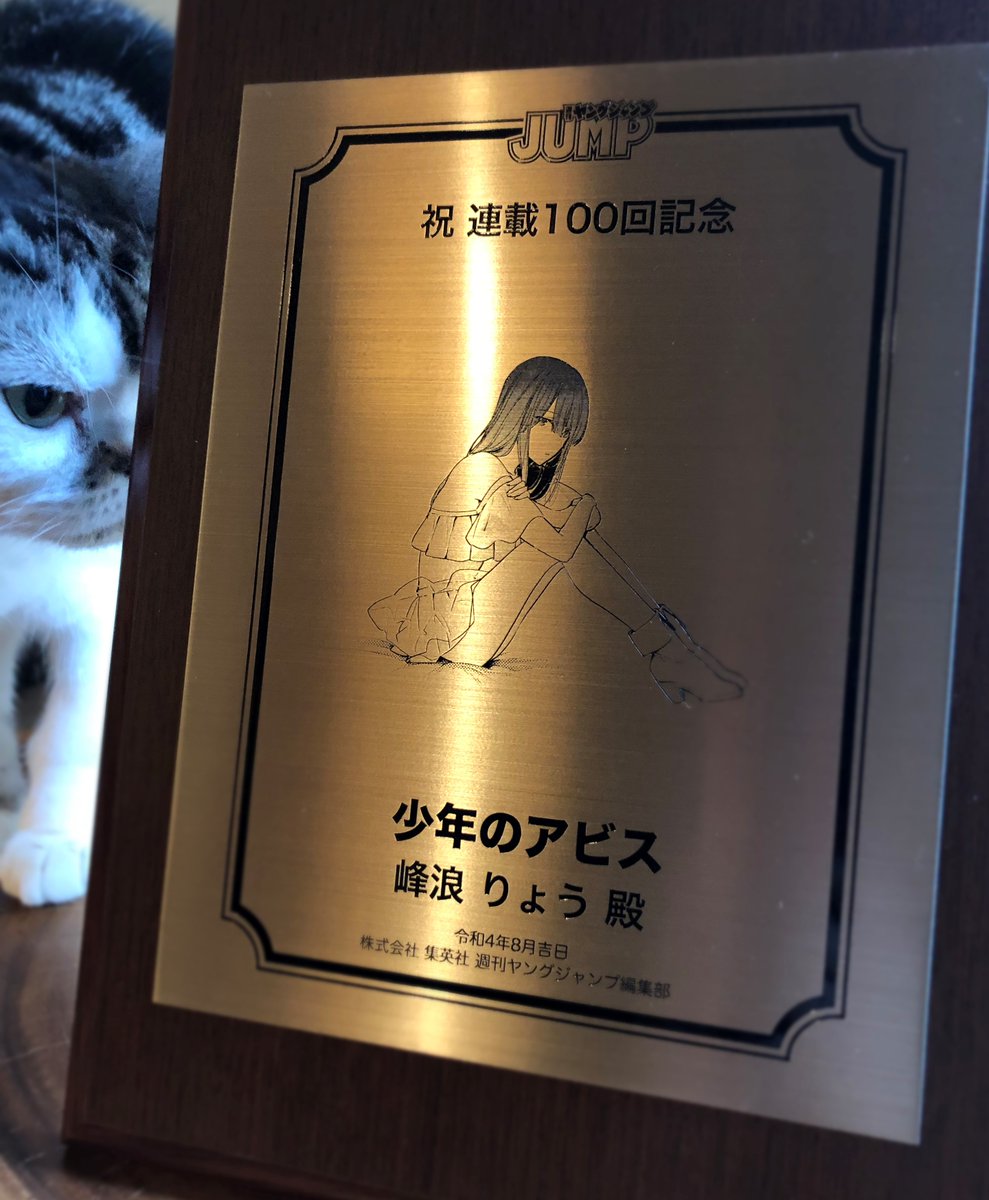 週刊ヤングジャンプ
JUMP
祝 連載100回記念
少年のアビス
峰浪 りょう 殿
令和4年8月吉日
株式会社 集英社 週刊ヤングジャンプ編集部